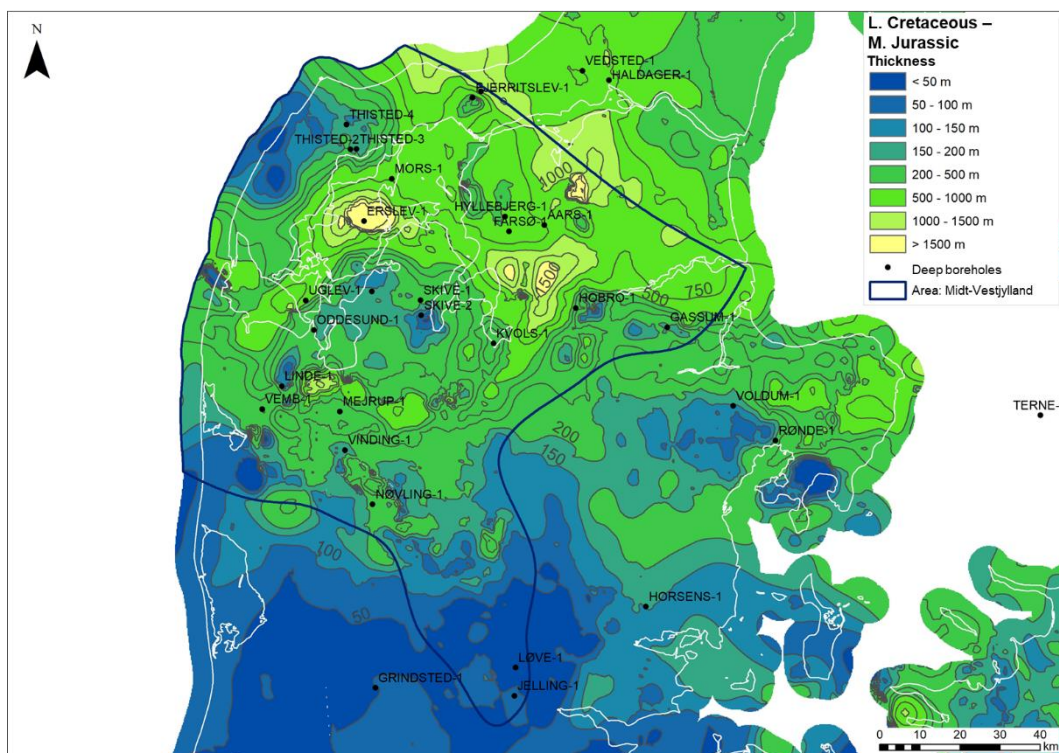 N
L. Cretaceous –
M. Jurassic
Thickness
< 50 m
50 - 100 m
100 - 150 m
150 - 200 m
200 - 500 m
500 - 1000 m
1000 - 1500 m
> 1500 m
Deep boreholes
Area: Midt-Vestjylland
VEDSTED-1
HALDAGER-1
FJERRITSLEV-1
THISTED-4
THISTED-2
THISTED-3
MORS-1
1000
HYLLEBJERG-1
ERSLEV-1
AARS-1
FARSØ-1
1500
750
500
UGLEV-1
SKIVE-1
SKIVE-2
HOBRO-1
ODDESUND-1
GASSUM-1
KVOLS-1
LINDE-1
VEMB-1
MEJRUP-1
VOLDUM-1
TERNE-
200
RØNDE-1
VINDING-1
150
NØVLING-1
100
50
HORSENS-1
LØVE-1
GRINDSTED-1
JELLING-1
0 10 20 30 40
km